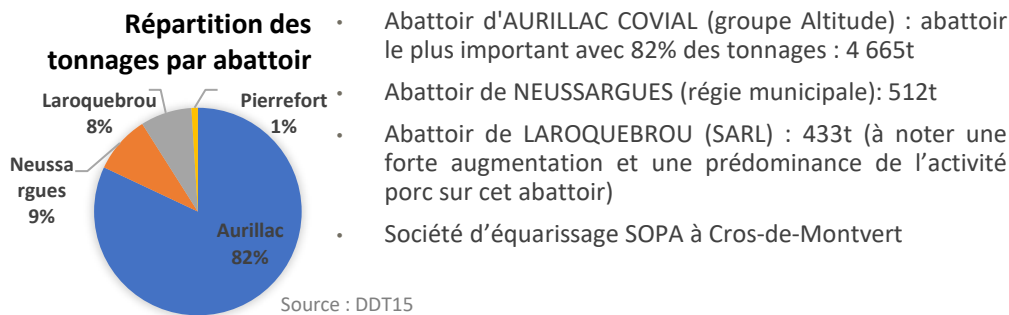 Répartition des
tonnages par abattoir
Laroquebrou
8%
Pierrefort
1%
Neussa
rgues
9%
Aurillac
82%
Source : DDT15
• Abattoir d'AURILLAC COVIAL (groupe Altitude) : abattoir
le plus important avec 82% des tonnages : 4 665t
• Abattoir de NEUSSARGUES (régie municipale): 512t
• Abattoir de LAROQUEBROU (SARL) : 433t (à noter une
forte augmentation et une prédominance de l’activité
porc sur cet abattoir)
• Société d’équarissage SOPA à Cros-de-Montvert